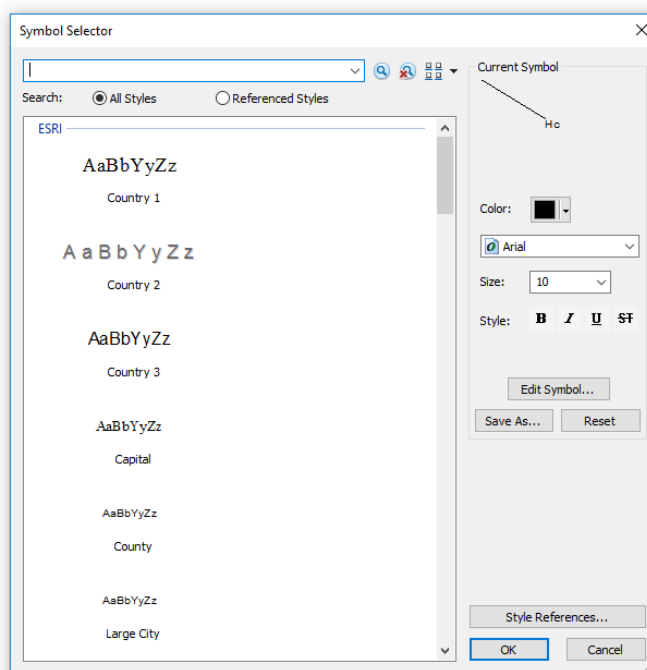 Symbol Selector
Search:
All Styles
Referenced Styles
ESRI
AaBbYyZz
Country 1
AaBbYyZz
Country 2
AaBbYyZz
Country 3
AaBbYyZz
Capital
AaBbYyZz
County
AaBbYyZz
Large City
Current Symbol
Hc
Color:
Arial
Size:
10
Style:
B I U ST
Edit Symbol...
Save As...
Reset
Style References...
OK
Cancel